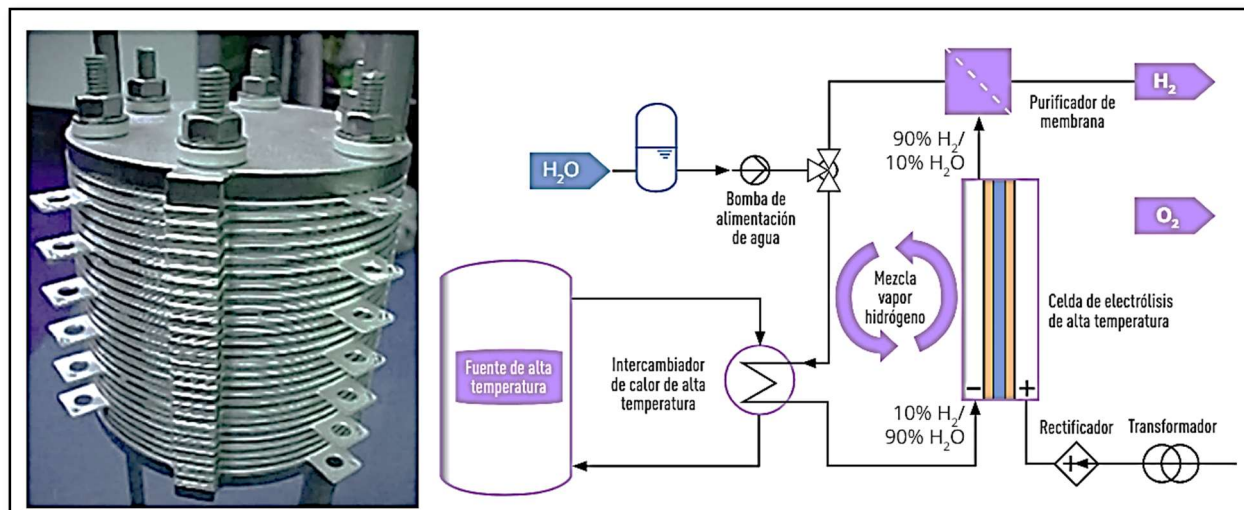 H₂
Purificador de
membrana
90% H₂/
10% H₂O
H₂O
Bomba de
alimentación
de agua
O₂
Mezcla
vapor
hidrógeno
Celda de electrólisis
de alta temperatura
Fuente de alta
temperatura
Intercambiador
de calor de alta
temperatura
− +
10% H₂/
90% H₂O
Rectificador
Transformador